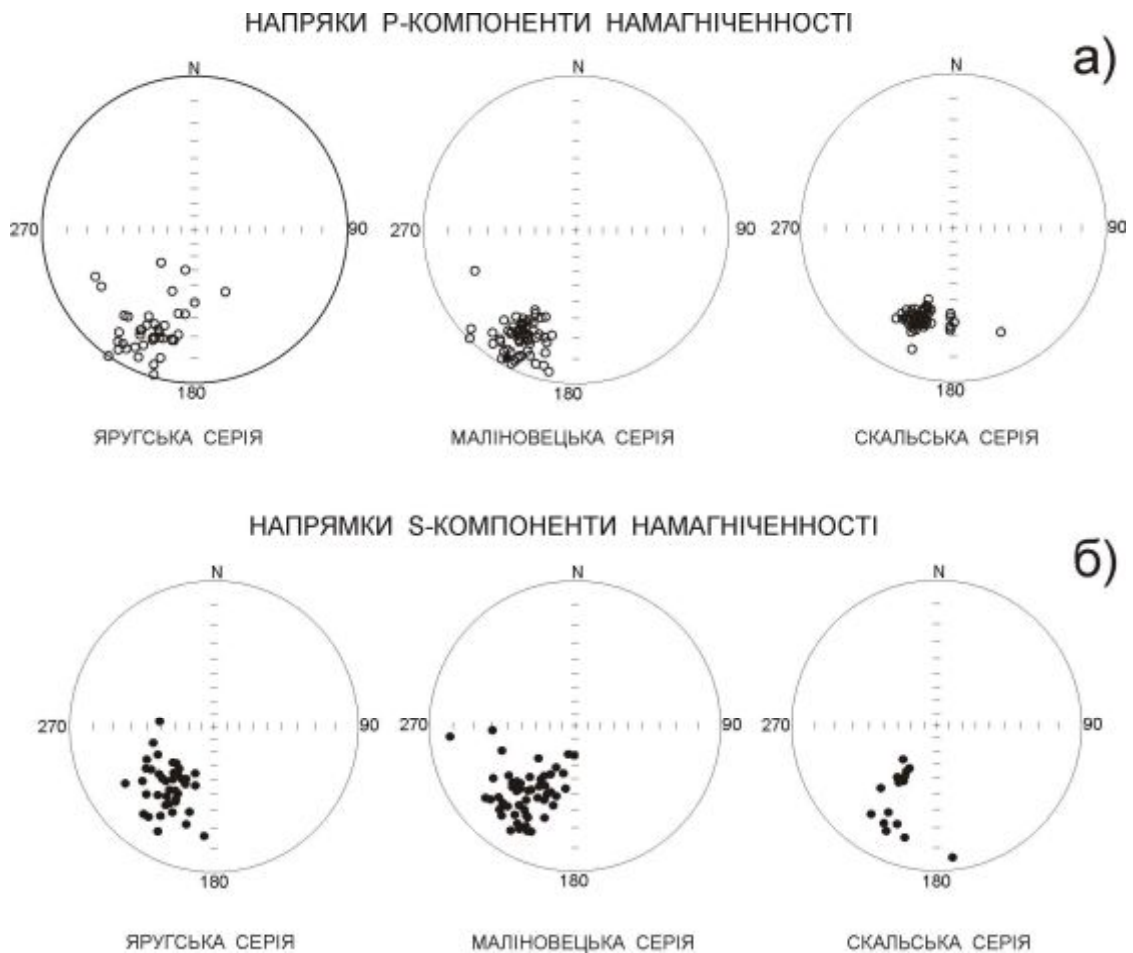 НАПРЯКИ Р-КОМПОНЕНТИ НАМАГНІЧЕННОСТІ
а)
N N N
270 90 270 90 270 90
180 180 180
ЯРУГСЬКА СЕРІЯ МАЛІНОВЕЦЬКА СЕРІЯ СКАЛЬСЬКА СЕРІЯ
НАПРЯМКИ S-КОМПОНЕНТИ НАМАГНІЧЕННОСТІ
б)
N N N
270 90 270 90 270 90
180 180 180
ЯРУГСЬКА СЕРІЯ МАЛІНОВЕЦЬКА СЕРІЯ СКАЛЬСЬКА СЕРІЯ